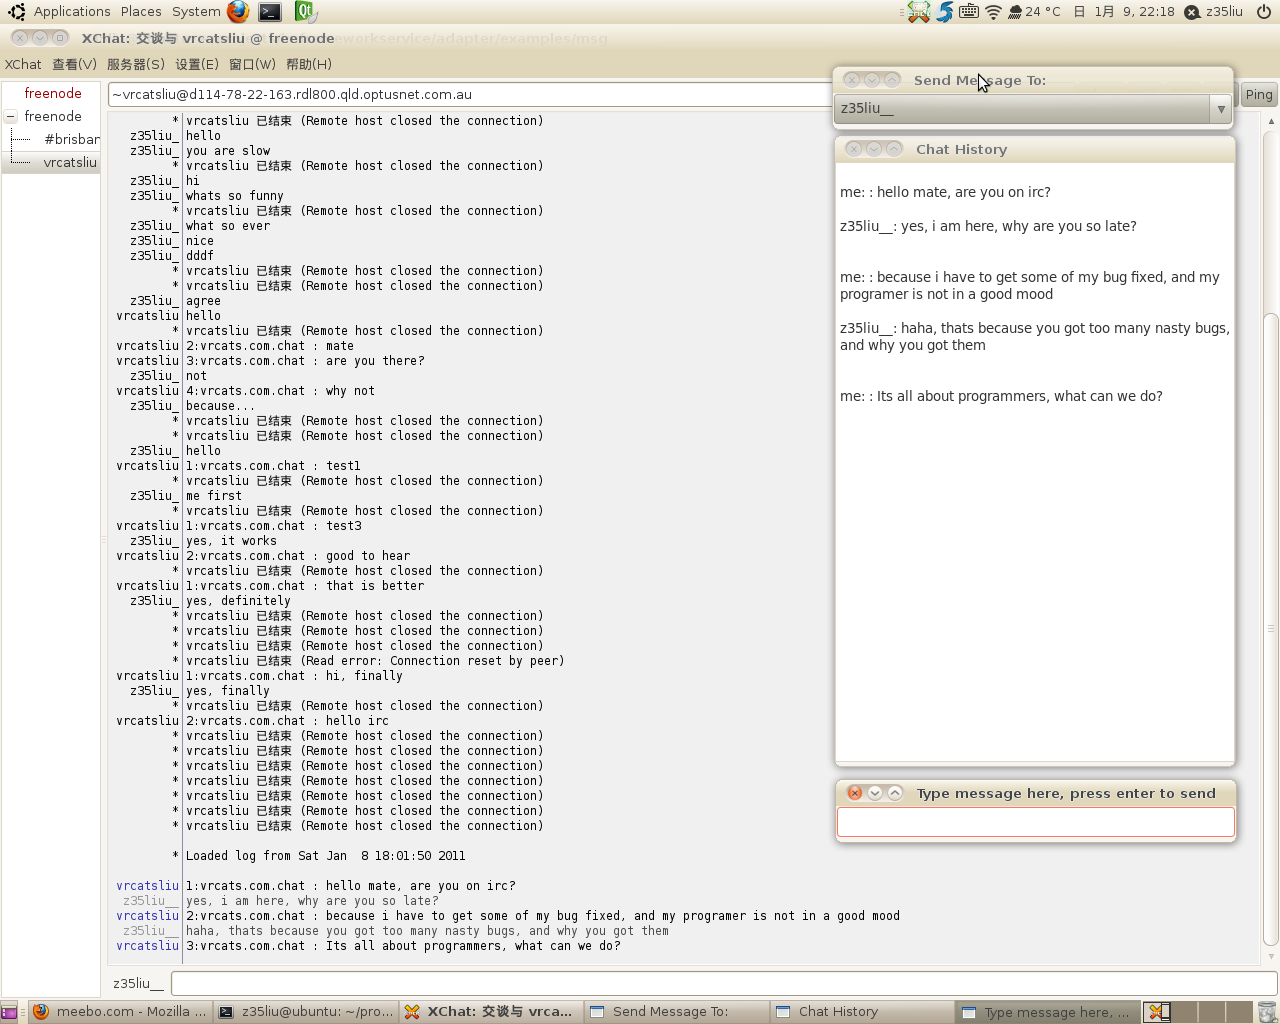 Applications Places System 24 °C 日 1月 9, 22:18 z35liu
XChat: 交谈与 vrcatsliu @ freenode
XChat 查看(V) 服务器(S) 设置(E) 窗口(W) 帮助(H)
~vrcatsliu@d114-78-22-163.rdl800.qld.optusnet.com.au
Ping
freenode
freenode
#brisbar
vrcatsliu
* vrcatsliu 已结束 (Remote host closed the connection)
z35liu_ hello
z35liu_ you are slow
* vrcatsliu 已结束 (Remote host closed the connection)
z35liu_ hi
z35liu_ whats so funny
* vrcatsliu 已结束 (Remote host closed the connection)
z35liu_ what so ever
z35liu_ nice
z35liu_ dddf
* vrcatsliu 已结束 (Remote host closed the connection)
* vrcatsliu 已结束 (Remote host closed the connection)
z35liu_ agree
vrcatsliu hello
* vrcatsliu 已结束 (Remote host closed the connection)
vrcatsliu 2:vrcats.com.chat : mate
vrcatsliu 3:vrcats.com.chat : are you there?
z35liu_ not
vrcatsliu 4:vrcats.com.chat : why not
z35liu_ because...
* vrcatsliu 已结束 (Remote host closed the connection)
* vrcatsliu 已结束 (Remote host closed the connection)
z35liu_ hello
vrcatsliu 1:vrcats.com.chat : test1
* vrcatsliu 已结束 (Remote host closed the connection)
z35liu_ me first
* vrcatsliu 已结束 (Remote host closed the connection)
vrcatsliu 1:vrcats.com.chat : test3
z35liu_ yes, it works
vrcatsliu 2:vrcats.com.chat : good to hear
* vrcatsliu 已结束 (Remote host closed the connection)
vrcatsliu 1:vrcats.com.chat : that is better
z35liu_ yes, definitely
* vrcatsliu 已结束 (Remote host closed the connection)
* vrcatsliu 已结束 (Remote host closed the connection)
* vrcatsliu 已结束 (Remote host closed the connection)
* vrcatsliu 已结束 (Read error: Connection reset by peer)
vrcatsliu 1:vrcats.com.chat : hi, finally
z35liu_ yes, finally
* vrcatsliu 已结束 (Remote host closed the connection)
vrcatsliu 2:vrcats.com.chat : hello irc
* vrcatsliu 已结束 (Remote host closed the connection)
* vrcatsliu 已结束 (Remote host closed the connection)
* vrcatsliu 已结束 (Remote host closed the connection)
* vrcatsliu 已结束 (Remote host closed the connection)
* vrcatsliu 已结束 (Remote host closed the connection)
* vrcatsliu 已结束 (Remote host closed the connection)
* vrcatsliu 已结束 (Remote host closed the connection)
* Loaded log from Sat Jan  8 18:01:50 2011
vrcatsliu 1:vrcats.com.chat : hello mate, are you on irc?
z35liu__ yes, i am here, why are you so late?
vrcatsliu 2:vrcats.com.chat : because i have to get some of my bug fixed, and my programer is not in a good mood
z35liu__ haha, thats because you got too many nasty bugs, and why you got them
vrcatsliu 3:vrcats.com.chat : Its all about programmers, what can we do?
z35liu__
Send Message To:
z35liu__
Chat History
me: : hello mate, are you on irc?
z35liu__: yes, i am here, why are you so late?
me: : because i have to get some of my bug fixed, and my
programer is not in a good mood
z35liu__: haha, thats because you got too many nasty bugs,
and why you got them
me: : Its all about programmers, what can we do?
Type message here, press enter to send
meebo.com - Mozilla ... z35liu@ubuntu: ~/pro... XChat: 交谈与 vrca... Send Message To: Chat History Type message here, ...